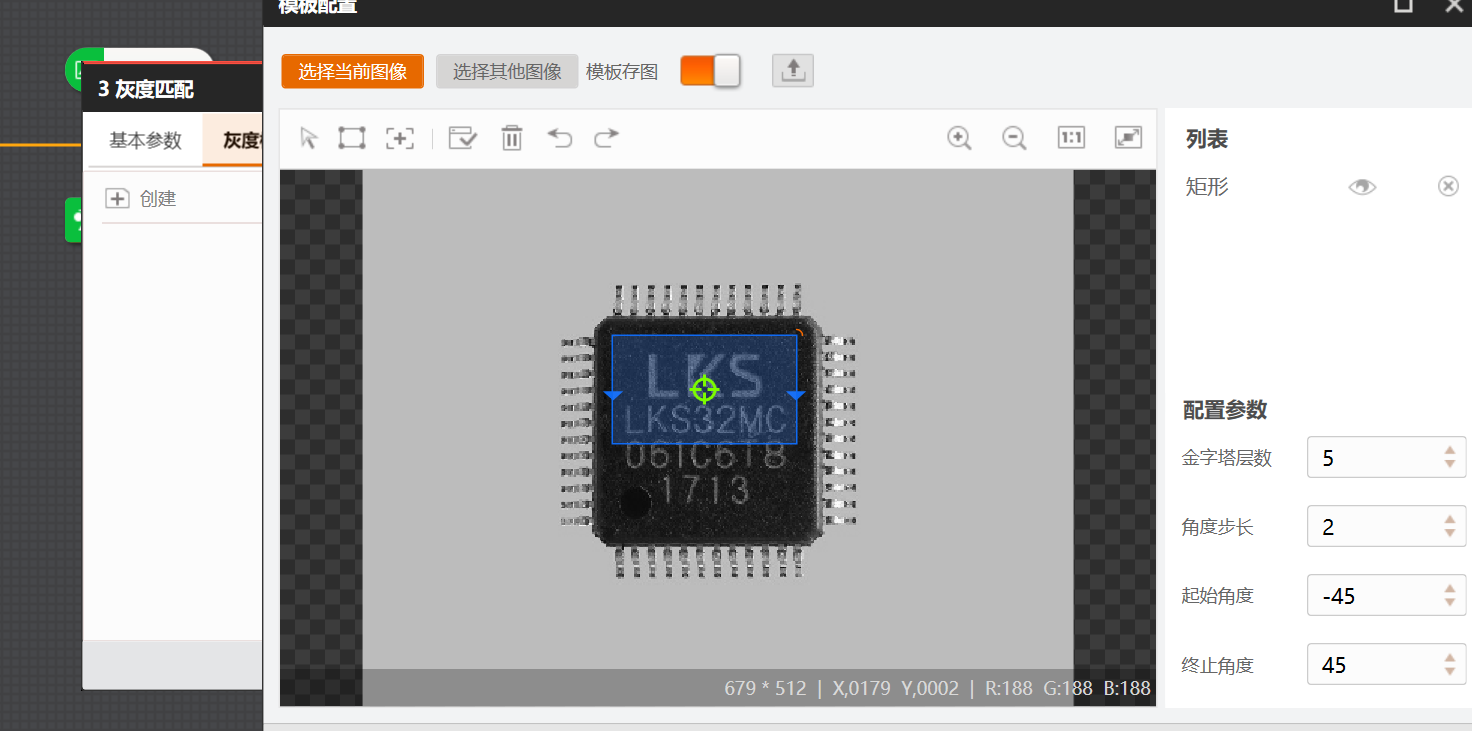 模板配置
选择当前图像 选择其他图像 模板存图
3 灰度匹配
基本参数 灰度
创建
1:1
列表
矩形
LKS
LKS32MC
061C6T8
1713
配置参数
金字塔层数 5
角度步长 2
起始角度 -45
终止角度 45
679 * 512 | X,0179 Y,0002 | R:188 G:188 B:188